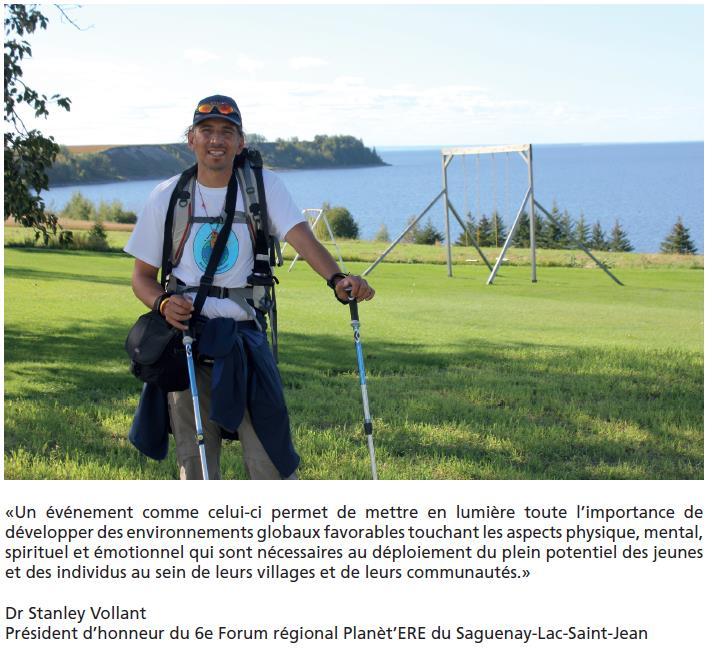 «Un événement comme celui-ci permet de mettre en lumière toute l’importance de
développer des environnements globaux favorables touchant les aspects physique, mental,
spirituel et émotionnel qui sont nécessaires au déploiement du plein potentiel des jeunes
et des individus au sein de leurs villages et de leurs communautés.»
Dr Stanley Vollant
Président d’honneur du 6e Forum régional Planèt’ERE du Saguenay-Lac-Saint-Jean